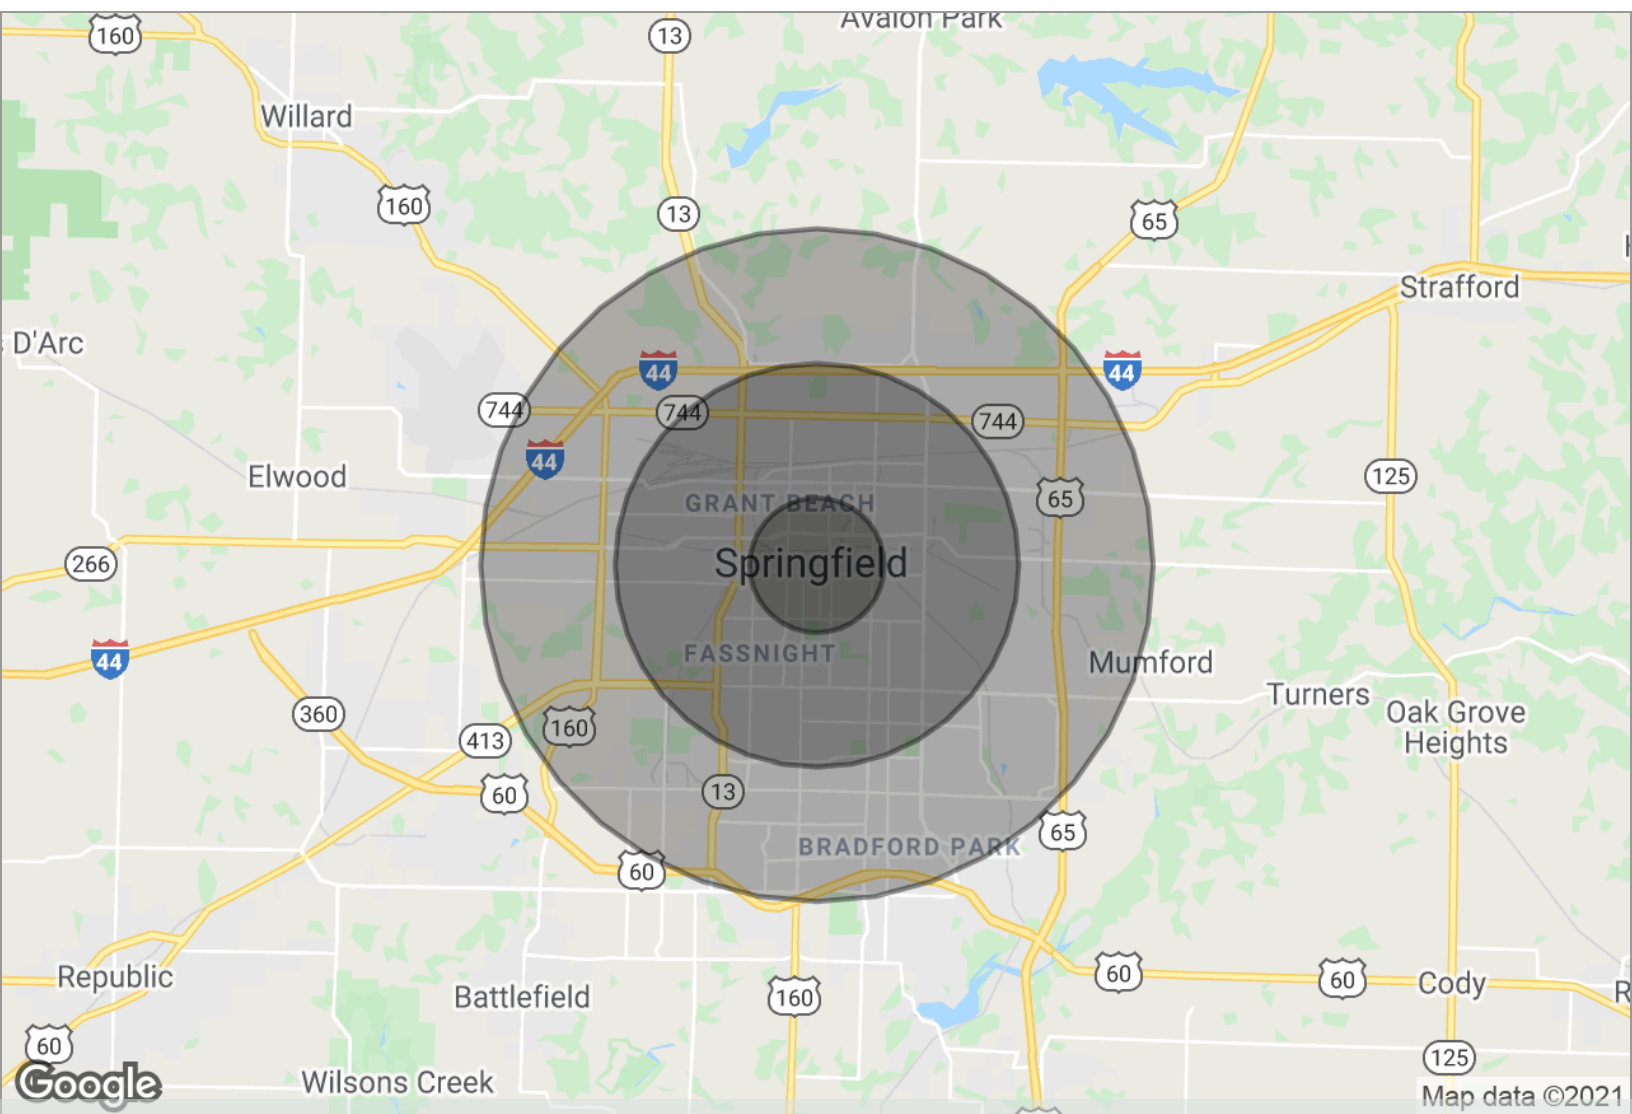 Avalon Park
160
13
Willard
160
13
65
Strafford
D'Arc
44
44
744
744
744
44
Elwood
125
65
GRANT BEACH
266
Springfield
FASSNIGHT
44
Mumford
Turners
360
Oak Grove
Heights
160
413
60
13
65
BRADFORD PARK
60
Republic
60
60
Cody
Battlefield
160
60
125
Wilsons Creek
Google
Map data ©2021